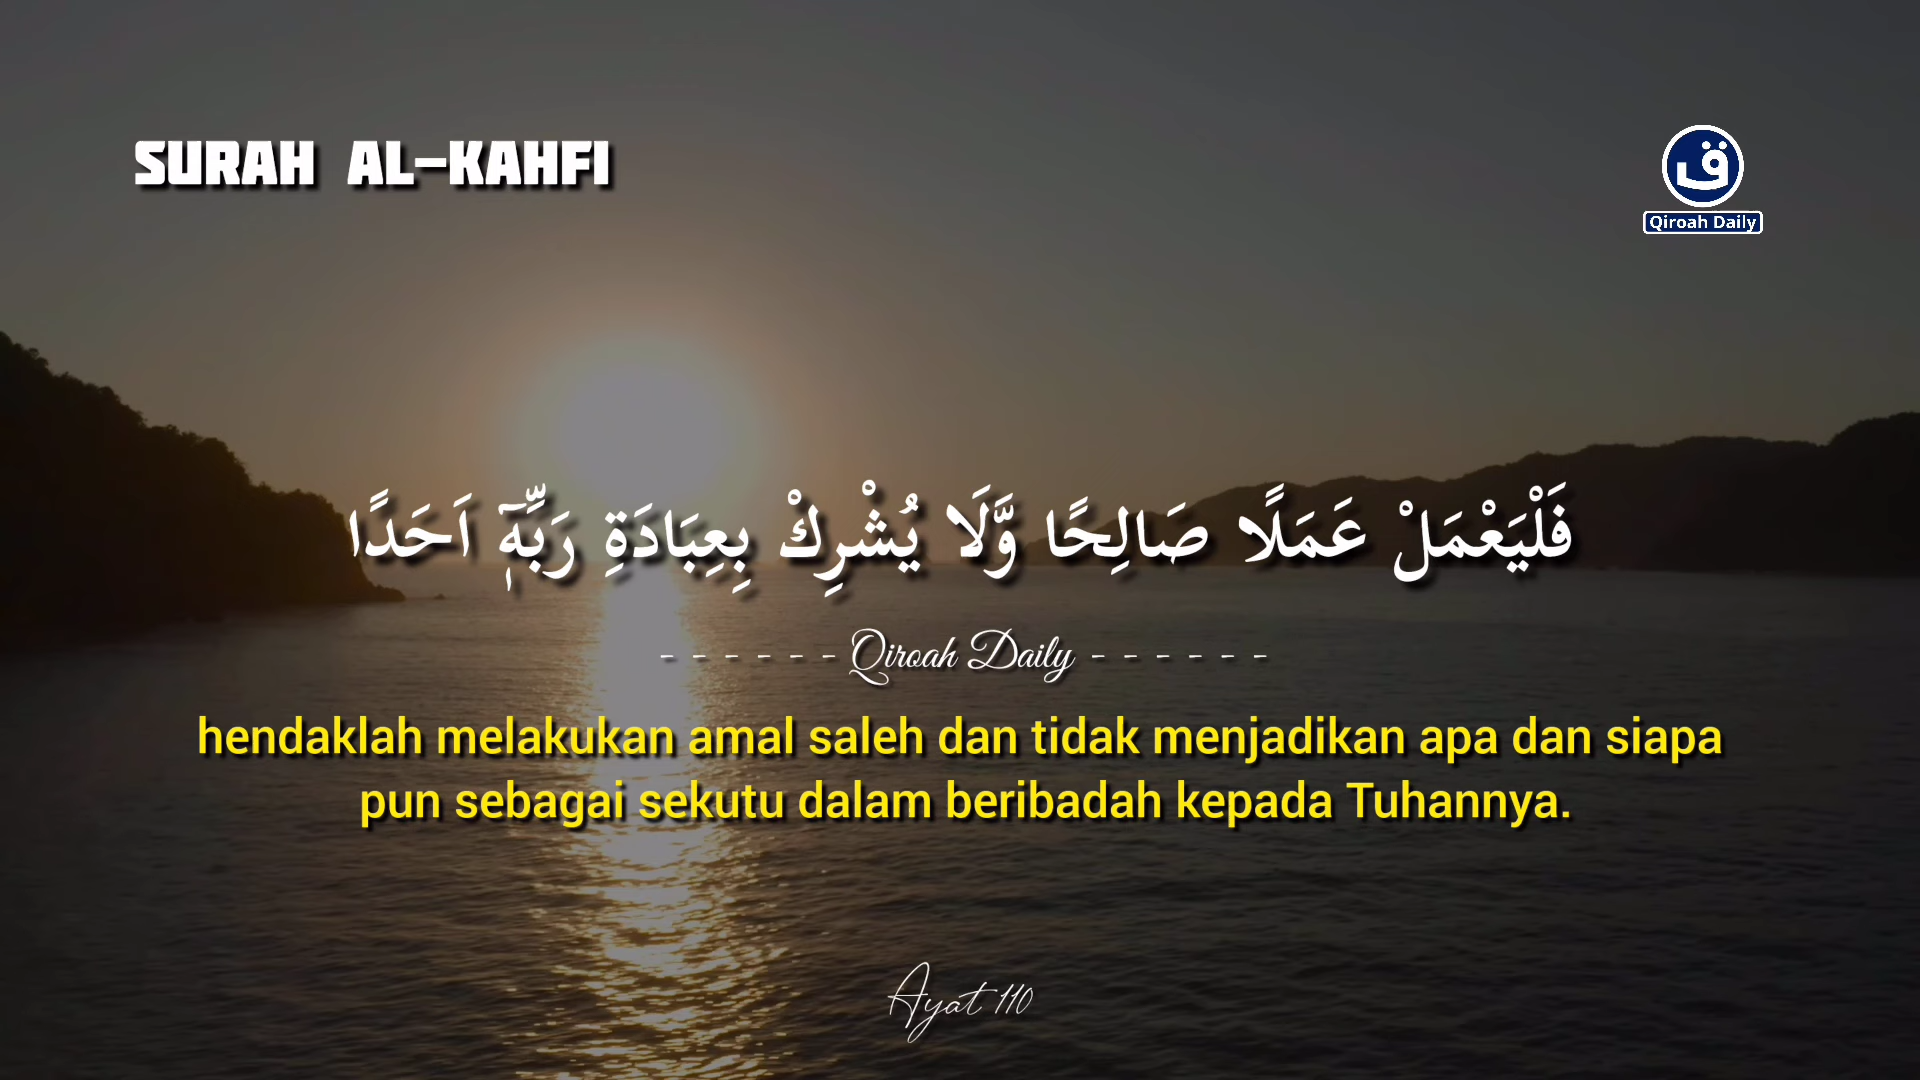 SURAH AL-KAHFI
ق
Qiroah Daily
فَلْيَعْمَلْ عَمَلًا صَالِحًا وَّلَا يُشْرِكْ بِعِبَادَةِ رَبِّهٖٓ اَحَدًا
- - - - - - Qiroah Daily - - - - - -
hendaklah melakukan amal saleh dan tidak menjadikan apa dan siapa
pun sebagai sekutu dalam beribadah kepada Tuhannya.
Ayat 110